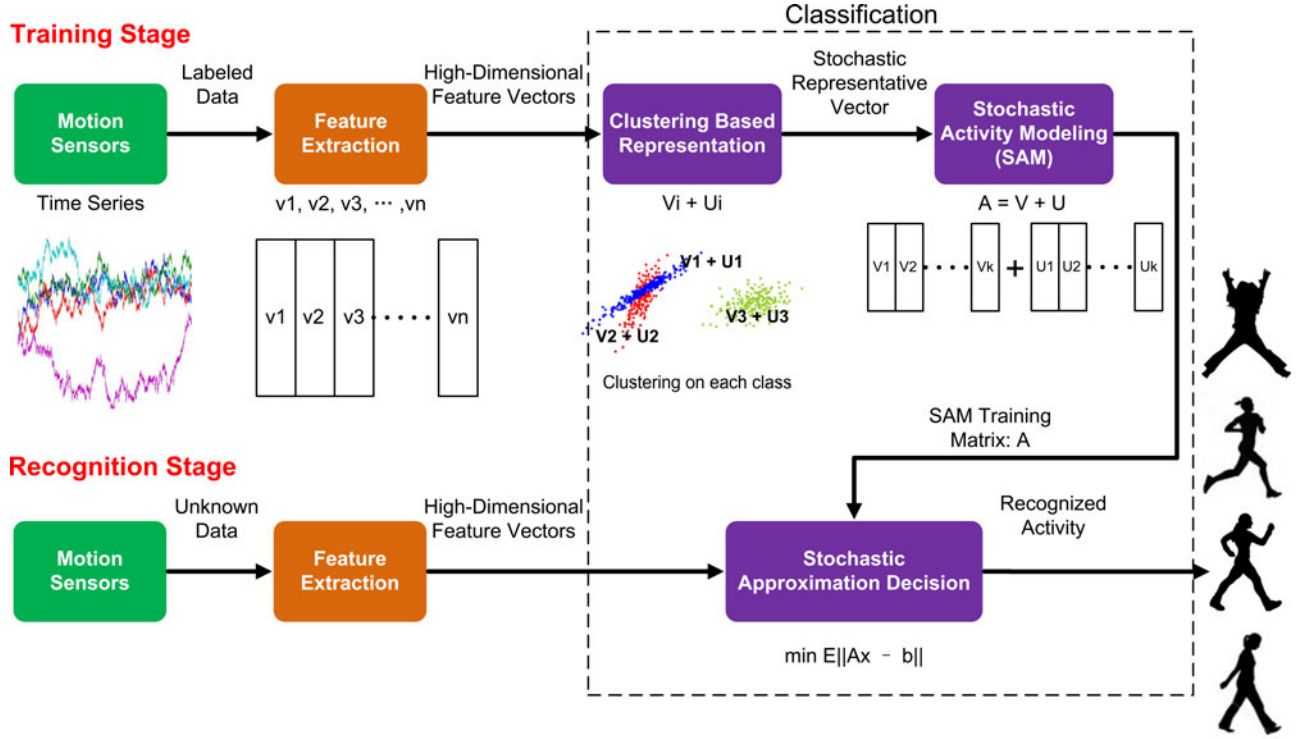 Classification
Training Stage
Labeled
Data
High-Dimensional
Feature Vectors
Stochastic
Representative
Vector
Motion
Sensors
Feature
Extraction
Clustering Based
Representation
Stochastic
Activity Modeling
(SAM)
Time Series
v1, v2, v3, ··· ,vn
Vi + Ui
A = V + U
v1 v2 v3 ····· vn
V1 + U1
V2 + U2
V3 + U3
Clustering on each class
V1 V2 ····· Vk + U1 U2 ····· Uk
SAM Training
Matrix: A
Recognition Stage
Unknown
Data
High-Dimensional
Feature Vectors
Recognized
Activity
Motion
Sensors
Feature
Extraction
Stochastic
Approximation Decision
min E||Ax - b||